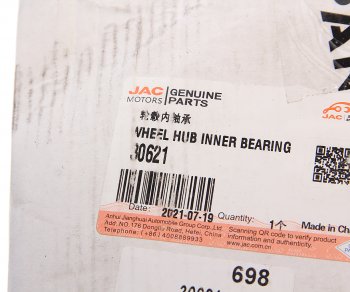 JAC MOTORS GENUINE PARTS
JAC
轮毂内轴承
WHEEL HUB INNER BEARING
30621
Date: 2021-07-19 Quantity: 1个 Made in
Anhui Jianghuai Automobile Group Corp.,Ltd.
ADD: NO.176 Dongliu Road, Hefei, China
Telephone: (+86) 4008889933
Scanning QR code to verify product
information and authenticity.
www.jac.com.cn
698